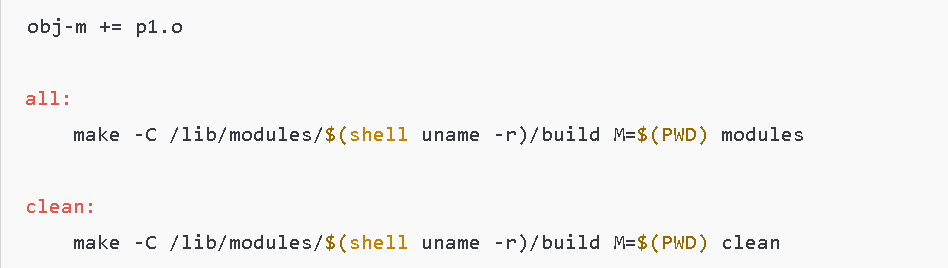 obj-m += p1.o
all:
    make -C /lib/modules/$(shell uname -r)/build M=$(PWD) modules
clean:
    make -C /lib/modules/$(shell uname -r)/build M=$(PWD) clean